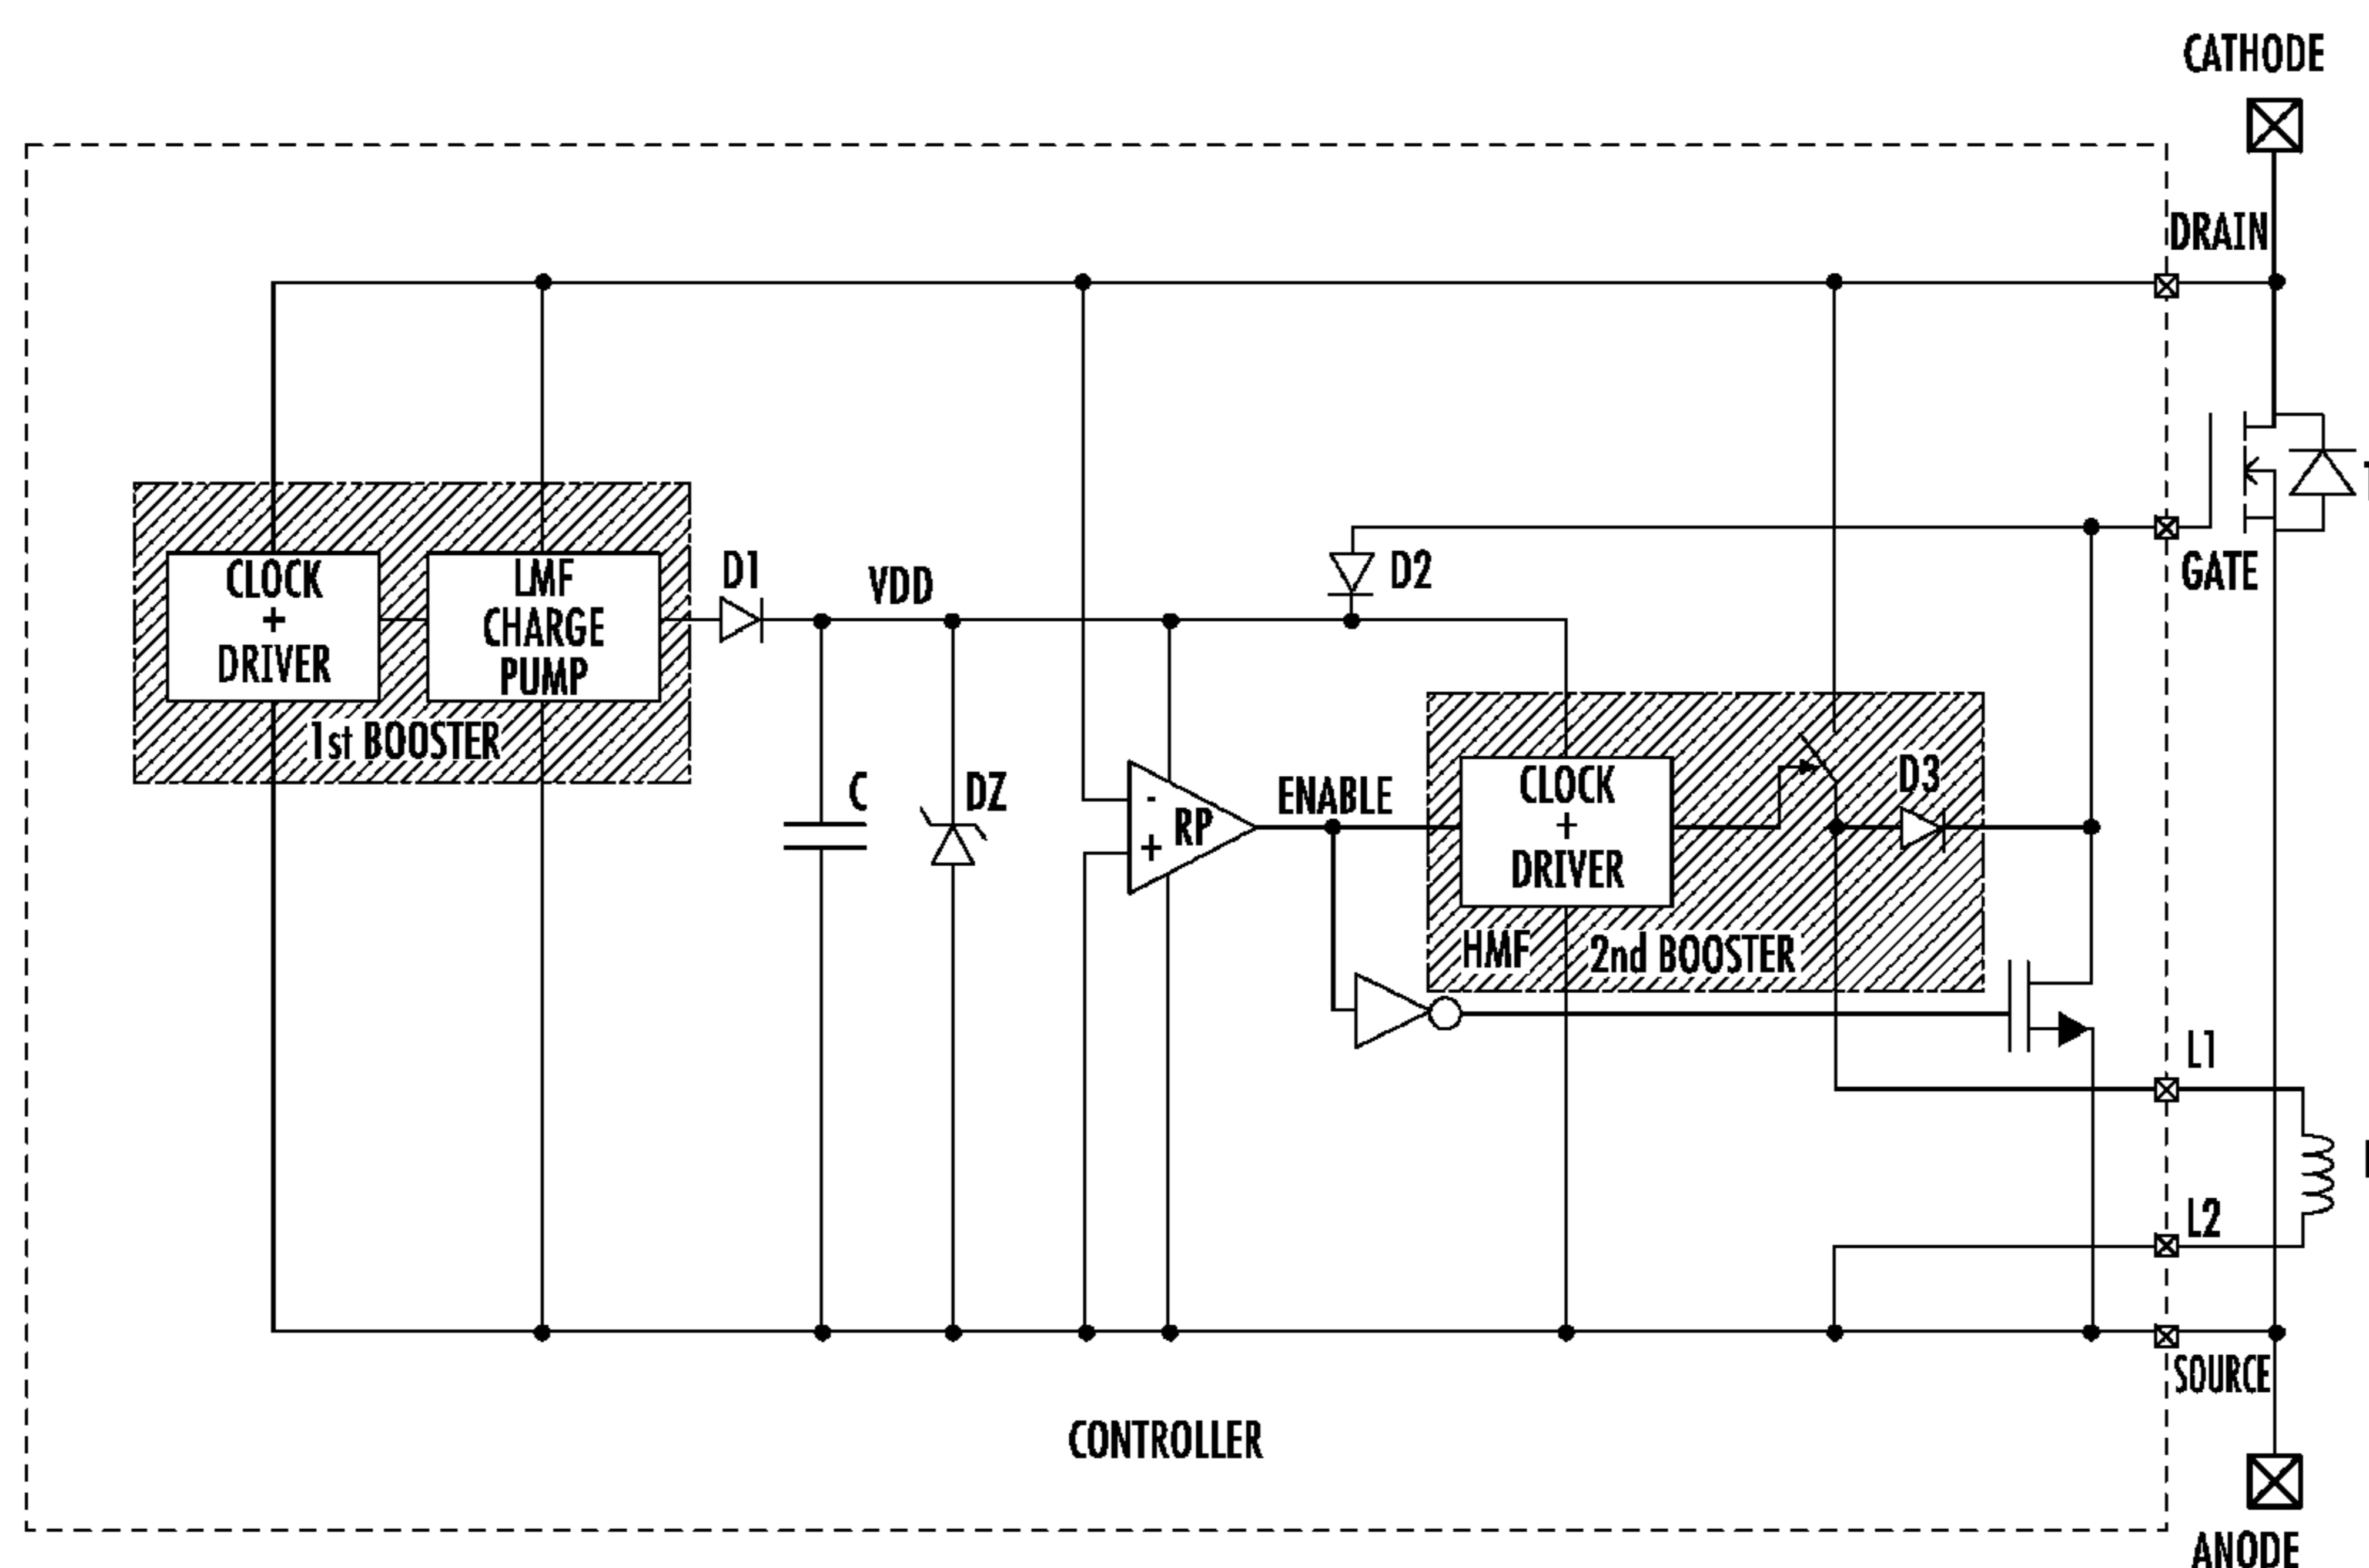 CATHODE
DRAIN
CLOCK
+
DRIVER
LMF
CHARGE
PUMP
1st BOOSTER
D1
VDD
D2
GATE
C
DZ
-
+
RP
ENABLE
CLOCK
+
DRIVER
D3
HMF
2nd BOOSTER
L1
L2
SOURCE
CONTROLLER
ANODE